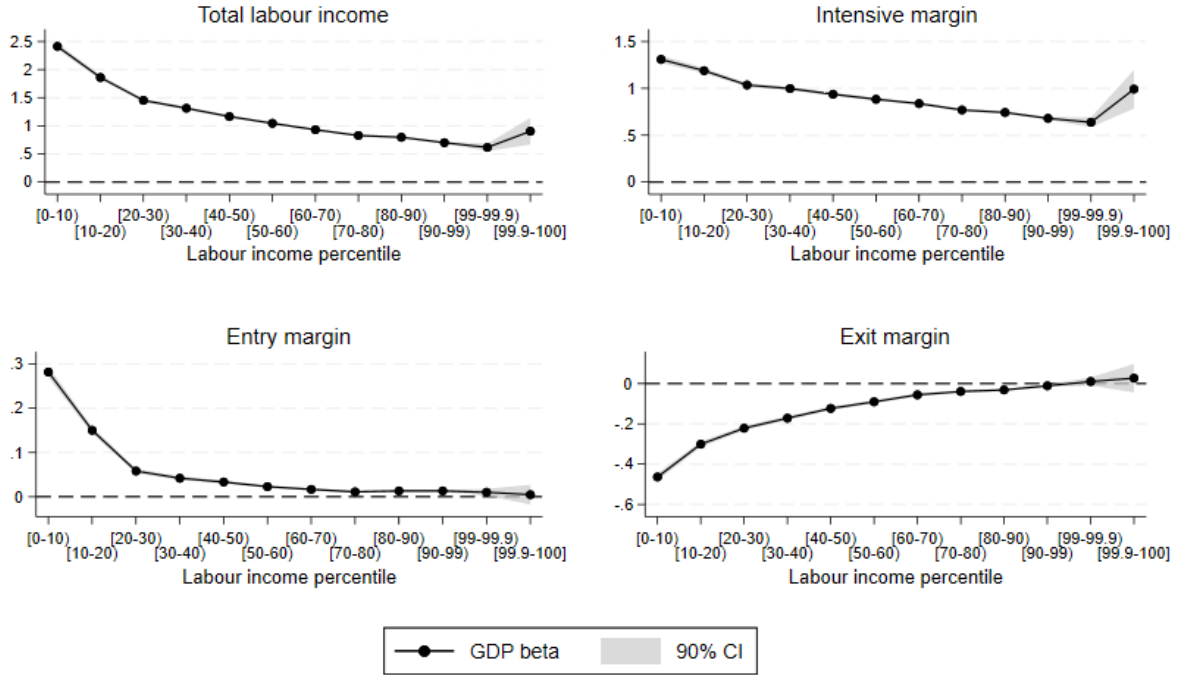 Total labour income
2.5
2
1.5
1
.5
0
[0-10) [20-30) [40-50) [60-70) [80-90) [99-99.9)
[10-20) [30-40) [50-60) [70-80) [90-99) [99.9-100]
Labour income percentile
Intensive margin
1.5
1
.5
0
[0-10) [20-30) [40-50) [60-70) [80-90) [99-99.9)
[10-20) [30-40) [50-60) [70-80) [90-99) [99.9-100]
Labour income percentile
Entry margin
.3
.2
.1
0
[0-10) [20-30) [40-50) [60-70) [80-90) [99-99.9)
[10-20) [30-40) [50-60) [70-80) [90-99) [99.9-100]
Labour income percentile
Exit margin
0
-.2
-.4
-.6
[0-10) [20-30) [40-50) [60-70) [80-90) [99-99.9)
[10-20) [30-40) [50-60) [70-80) [90-99) [99.9-100]
Labour income percentile
GDP beta 90% CI